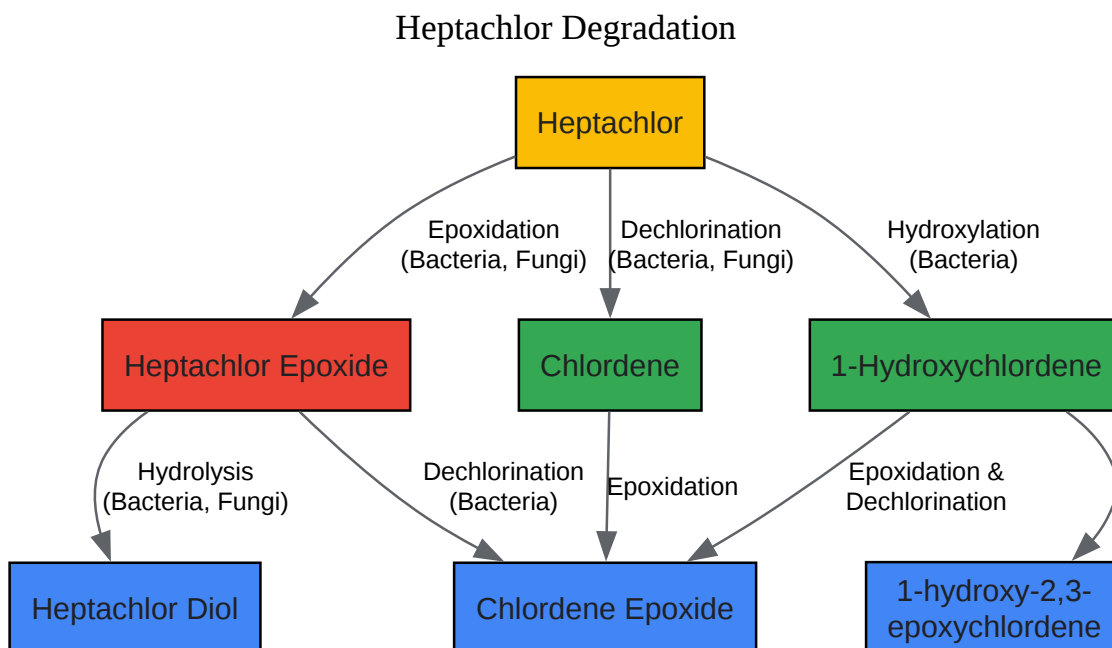 Heptachlor Degradation
Heptachlor
Epoxidation
(Bacteria, Fungi)
Dechlorination
(Bacteria, Fungi)
Hydroxylation
(Bacteria)
Heptachlor Epoxide
Chlordene
1-Hydroxychlordene
Hydrolysis
(Bacteria, Fungi)
Dechlorination
(Bacteria)
Epoxidation
Epoxidation &
Dechlorination
Heptachlor Diol
Chlordene Epoxide
1-hydroxy-2,3-
epoxychlordene